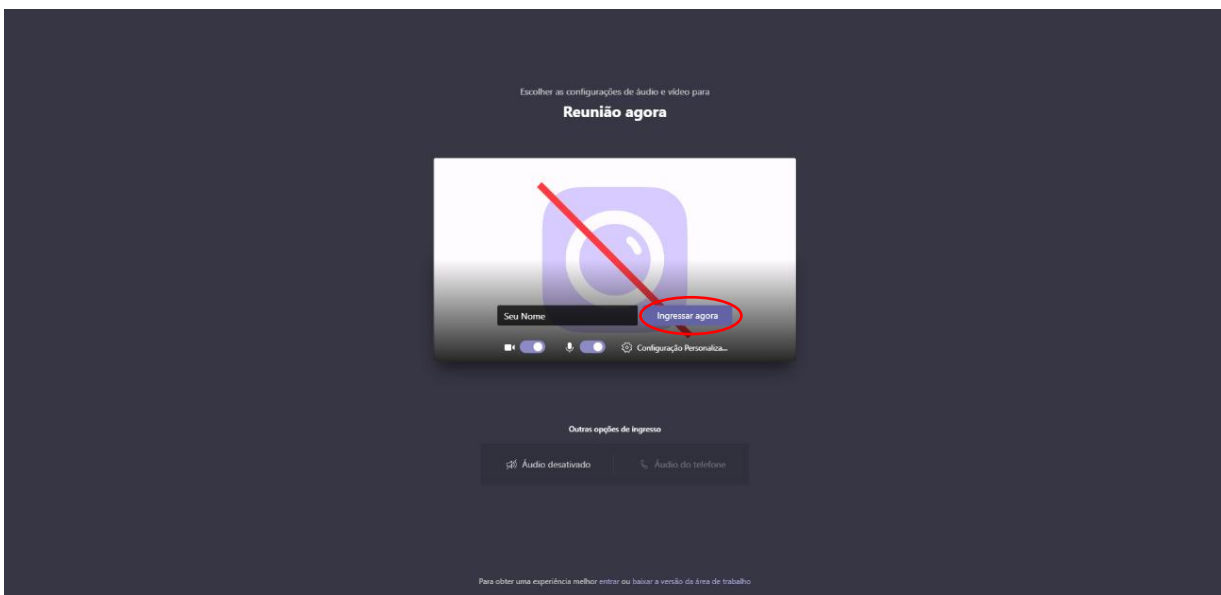 Escolher as configurações de áudio e vídeo para
Reunião agora
Seu Nome
Ingressar agora
Configuração Personaliza...
Outras opções de ingresso
Áudio desativado
Áudio do telefone
Para obter uma experiência melhor entrar ou baixar a versão da área de trabalho